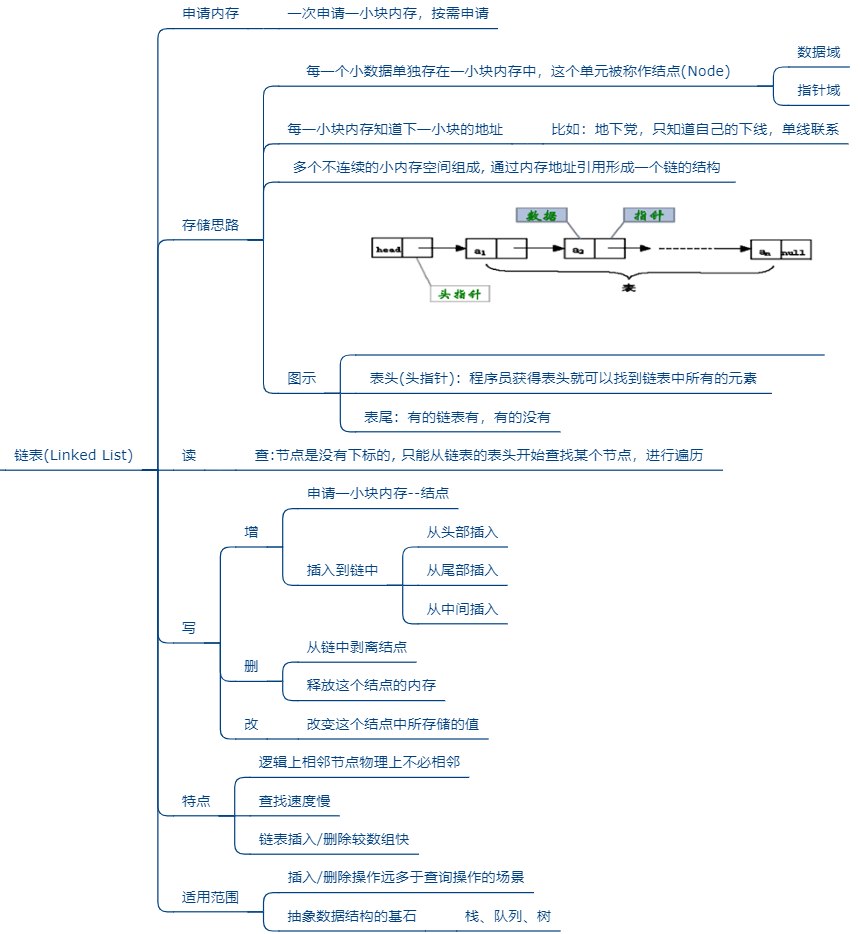 申请内存
一次申请一小块内存，按需申请
每一个小数据单独存在一小块内存中，这个单元被称作结点(Node)
数据域
指针域
每一小块内存知道下一小块的地址
比如：地下党，只知道自己的下线，单线联系
多个不连续的小内存空间组成, 通过内存地址引用形成一个链的结构
存储思路
数据
指针
head
a1
a2
an
null
表
头指针
图示
表头(头指针)：程序员获得表头就可以找到链表中所有的元素
表尾：有的链表有，有的没有
链表(Linked List)
读
查:节点是没有下标的, 只能从链表的表头开始查找某个节点，进行遍历
写
增
申请一小块内存--结点
插入到链中
从头部插入
从尾部插入
从中间插入
删
从链中剥离结点
释放这个结点的内存
改
改变这个结点中所存储的值
特点
逻辑上相邻节点物理上不必相邻
查找速度慢
链表插入/删除较数组快
适用范围
插入/删除操作远多于查询操作的场景
抽象数据结构的基石
栈、队列、树